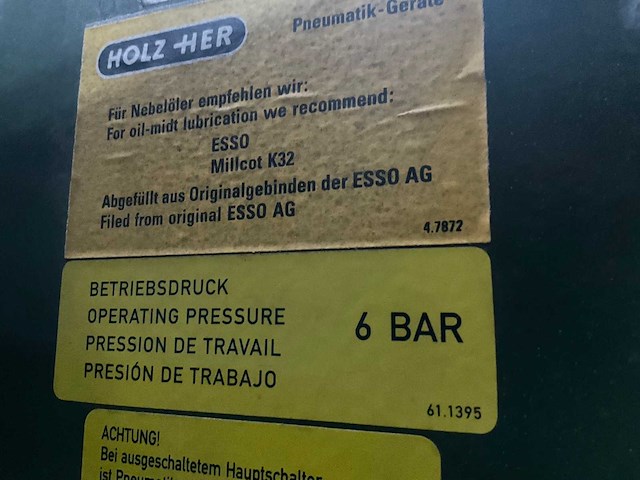 HOLZ-HER
Pneumatik-Geräte
Für Nebelöler empfehlen wir:
For oil-midt lubrication we recommend:
ESSO
Millcot K32
Abgefüllt aus Originalgebinden der ESSO AG
Filed from original ESSO AG
4.7872
BETRIEBSDRUCK
OPERATING PRESSURE
PRESSION DE TRAVAIL
PRESIÓN DE TRABAJO
6 BAR
61.1395
ACHTUNG!
Bei ausgeschaltetem Hauptschalter
ist